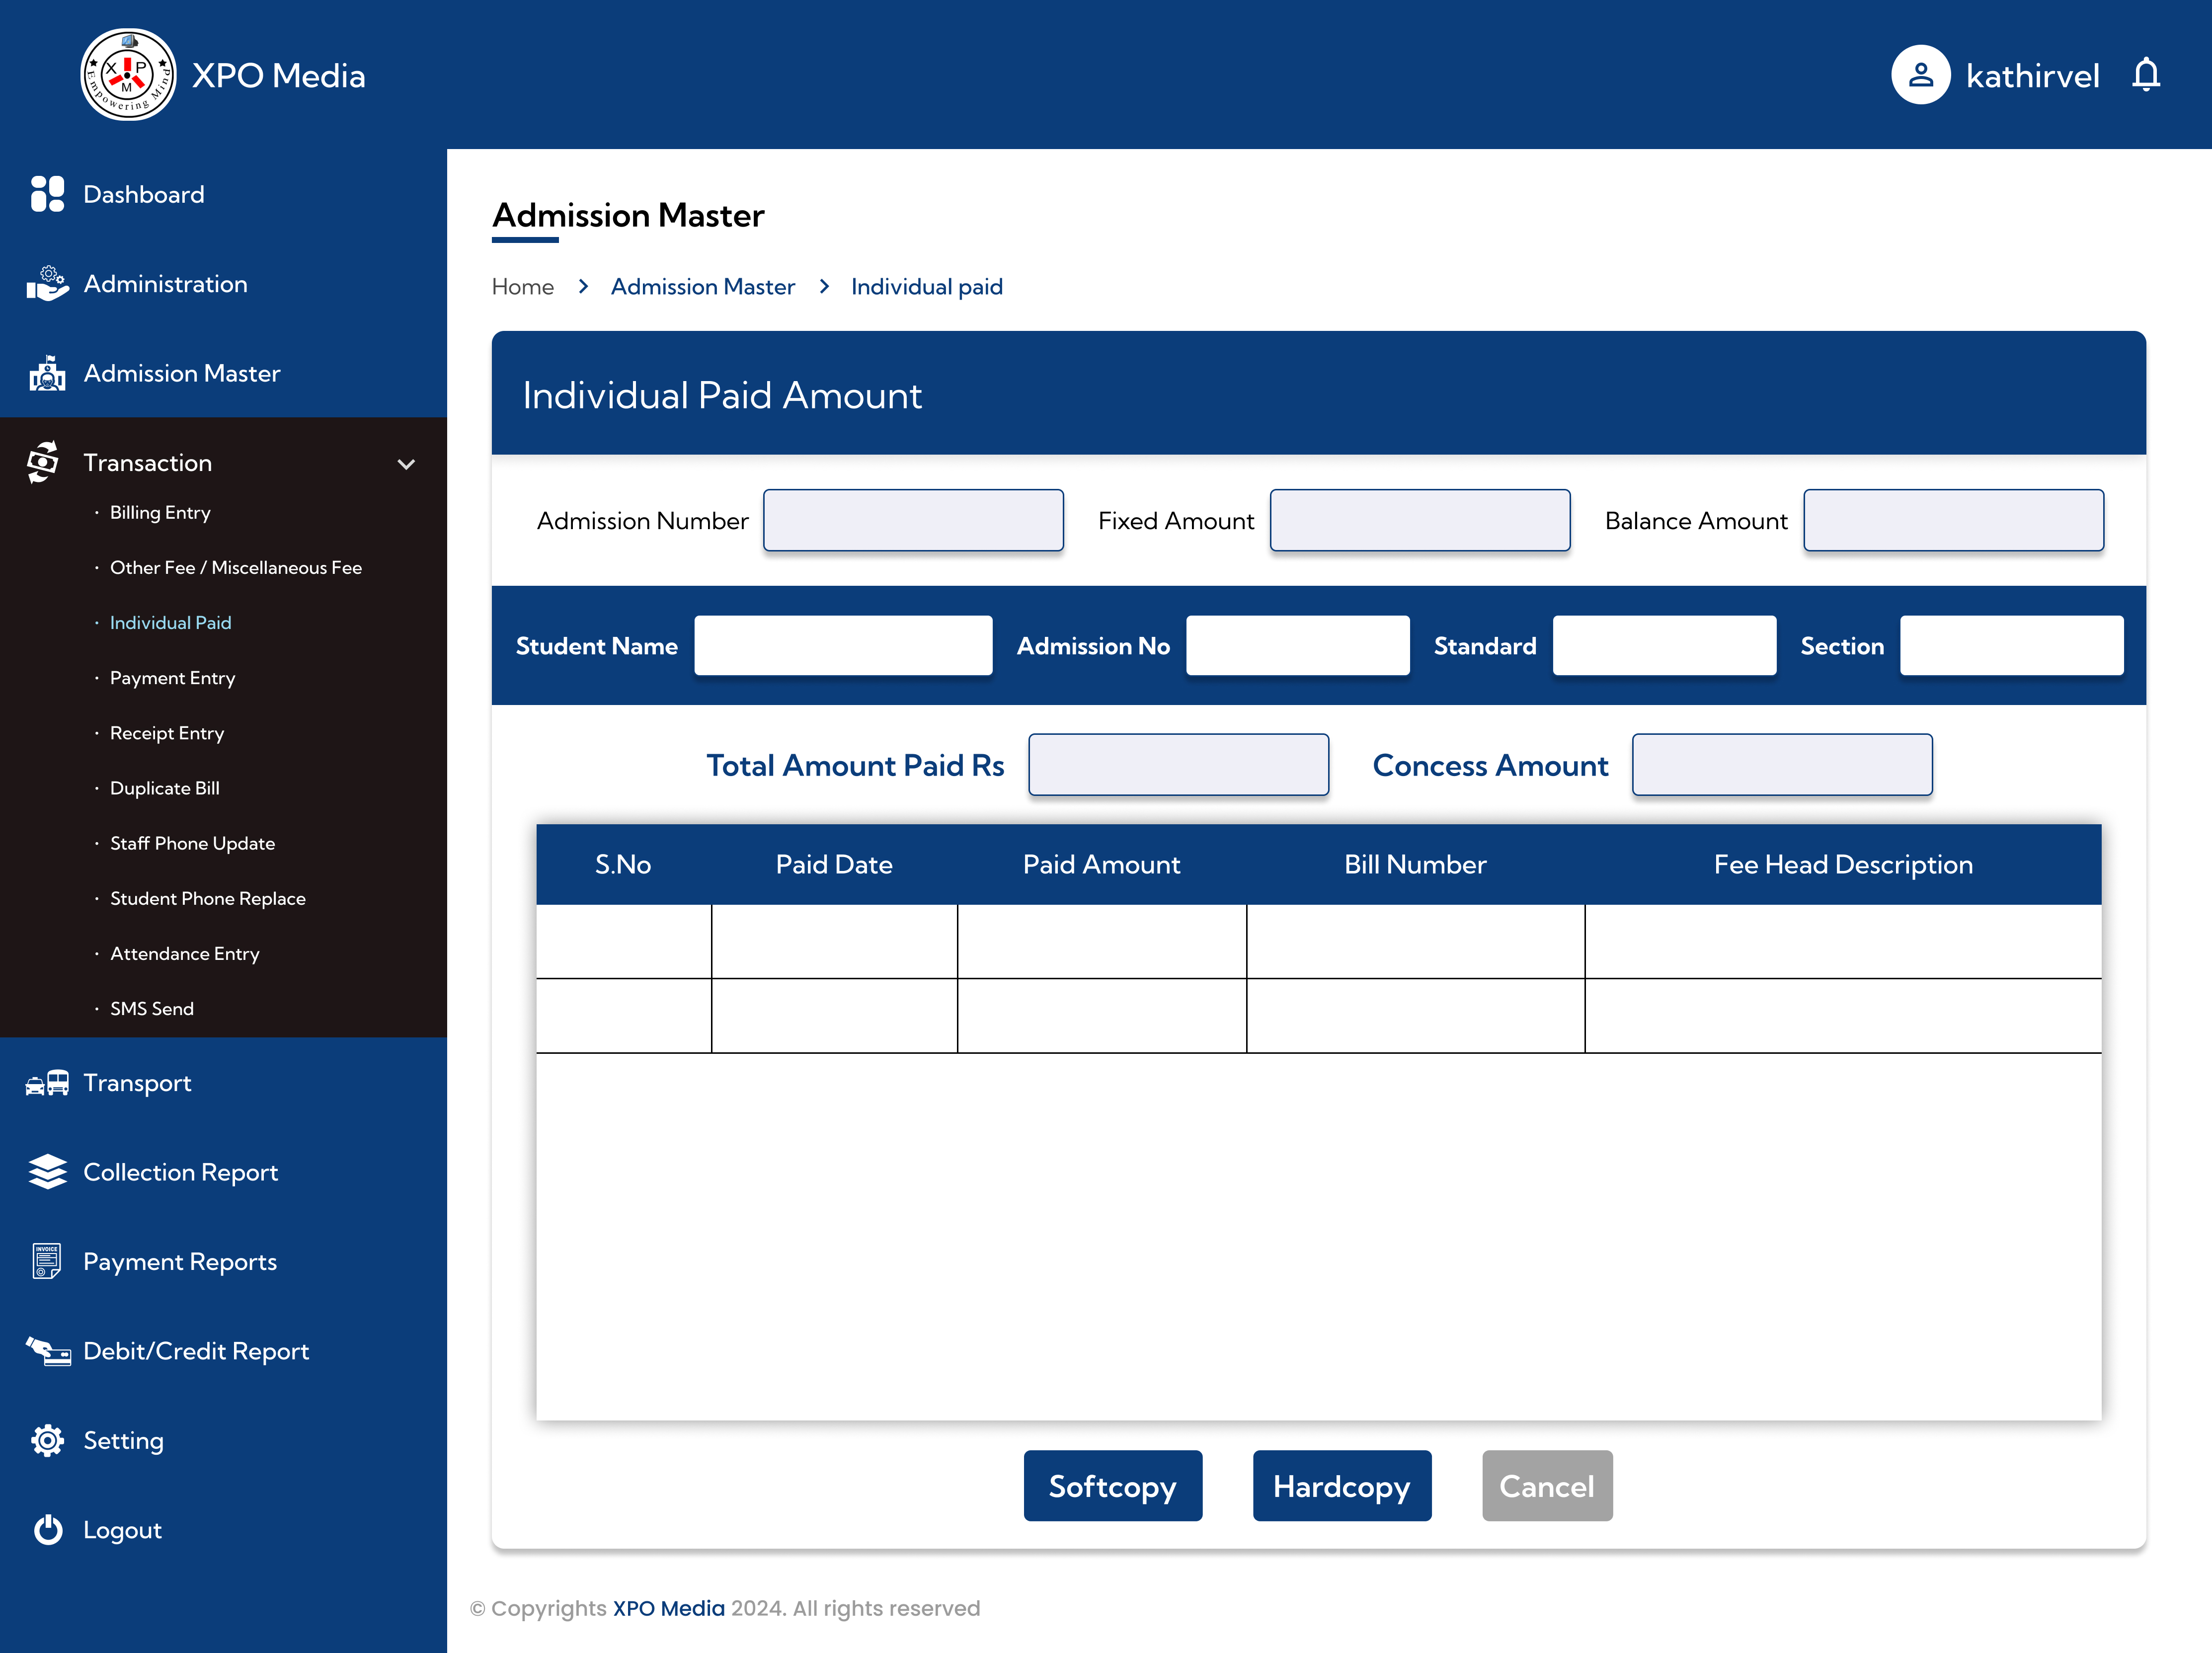 X P M
Empowering Mind
XPO Media
kathirvel
Dashboard
Administration
Admission Master
Transaction
· Billing Entry
· Other Fee / Miscellaneous Fee
· Individual Paid
· Payment Entry
· Receipt Entry
· Duplicate Bill
· Staff Phone Update
· Student Phone Replace
· Attendance Entry
· SMS Send
Transport
Collection Report
INVOICE
Payment Reports
Debit/Credit Report
Setting
Logout
Admission Master
Home > Admission Master > Individual paid
Individual Paid Amount
Admission Number Fixed Amount Balance Amount
Student Name Admission No Standard Section
Total Amount Paid Rs Concess Amount
S.No Paid Date Paid Amount Bill Number Fee Head Description
Softcopy Hardcopy Cancel
© Copyrights XPO Media 2024. All rights reserved